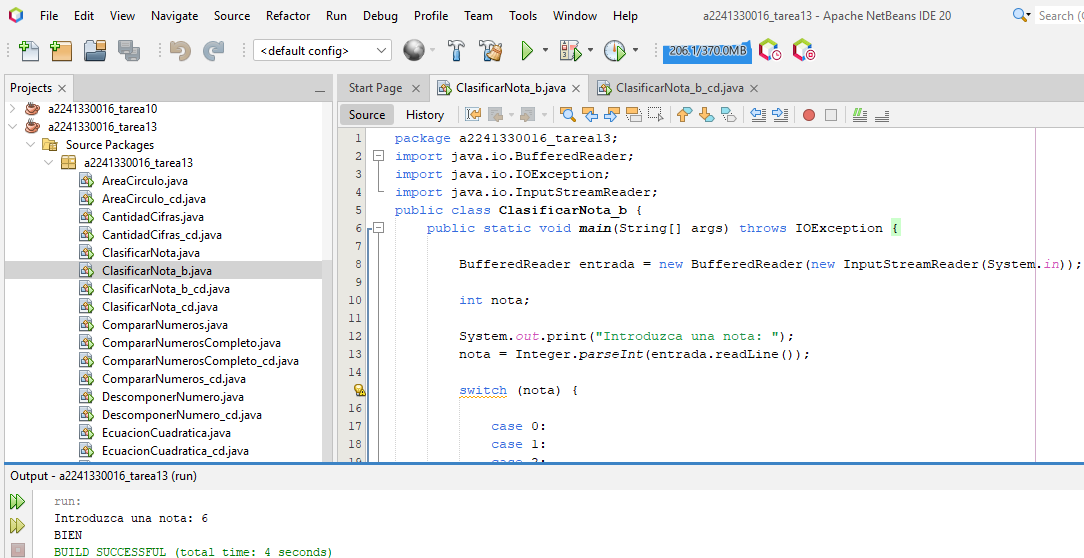 File Edit View Navigate Source Refactor Run Debug Profile Team Tools Window Help a2241330016_tarea13 - Apache NetBeans IDE 20 Search (
<default config> 206.1/370.0MB
Projects
a2241330016_tarea10
a2241330016_tarea13
Source Packages
a2241330016_tarea13
AreaCirculo.java
AreaCirculo_cd.java
CantidadCifras.java
CantidadCifras_cd.java
ClasificarNota.java
ClasificarNota_b.java
ClasificarNota_b_cd.java
ClasificarNota_cd.java
CompararNumeros.java
CompararNumerosCompleto.java
CompararNumerosCompleto_cd.java
CompararNumeros_cd.java
DescomponerNumero.java
DescomponerNumero_cd.java
EcuacionCuadratica.java
EcuacionCuadratica_cd.java
Start Page ClasificarNota_b.java ClasificarNota_b_cd.java
Source History
1 package a2241330016_tarea13;
2 import java.io.BufferedReader;
3 import java.io.IOException;
4 import java.io.InputStreamReader;
5 public class ClasificarNota_b {
6 public static void main(String[] args) throws IOException {
7
8 BufferedReader entrada = new BufferedReader(new InputStreamReader(System.in));
9
10 int nota;
11
12 System.out.print("Introduzca una nota: ");
13 nota = Integer.parseInt(entrada.readLine());
14
switch (nota) {
16
17 case 0:
18 case 1:
19 case 2:
Output - a2241330016_tarea13 (run)
run:
Introduzca una nota: 6
BIEN
BUILD SUCCESSFUL (total time: 4 seconds)